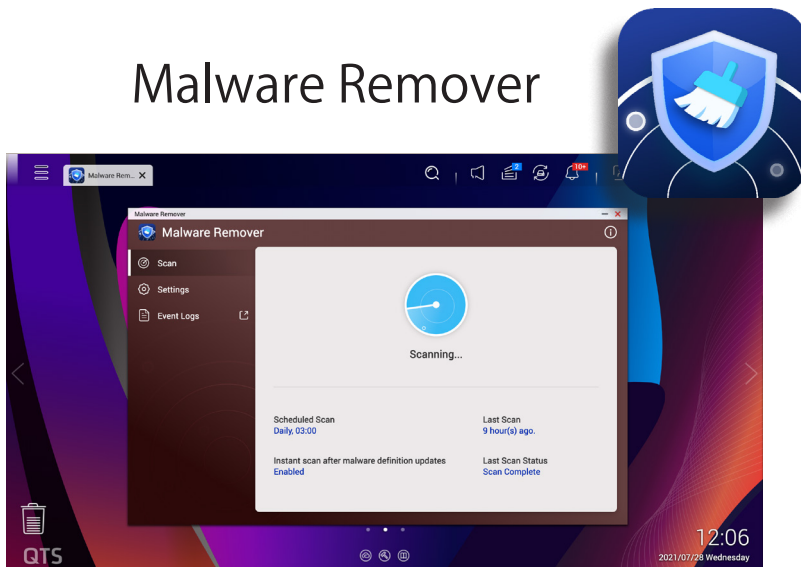 Malware Remover
Malware Rem...
2
10+
Malware Remover
Malware Remover
Scan
Settings
Event Logs
Scanning...
Scheduled Scan
Daily, 03:00
Last Scan
9 hour(s) ago.
Instant scan after malware definition updates
Enabled
Last Scan Status
Scan Complete
QTS
12:06
2021/07/28 Wednesday